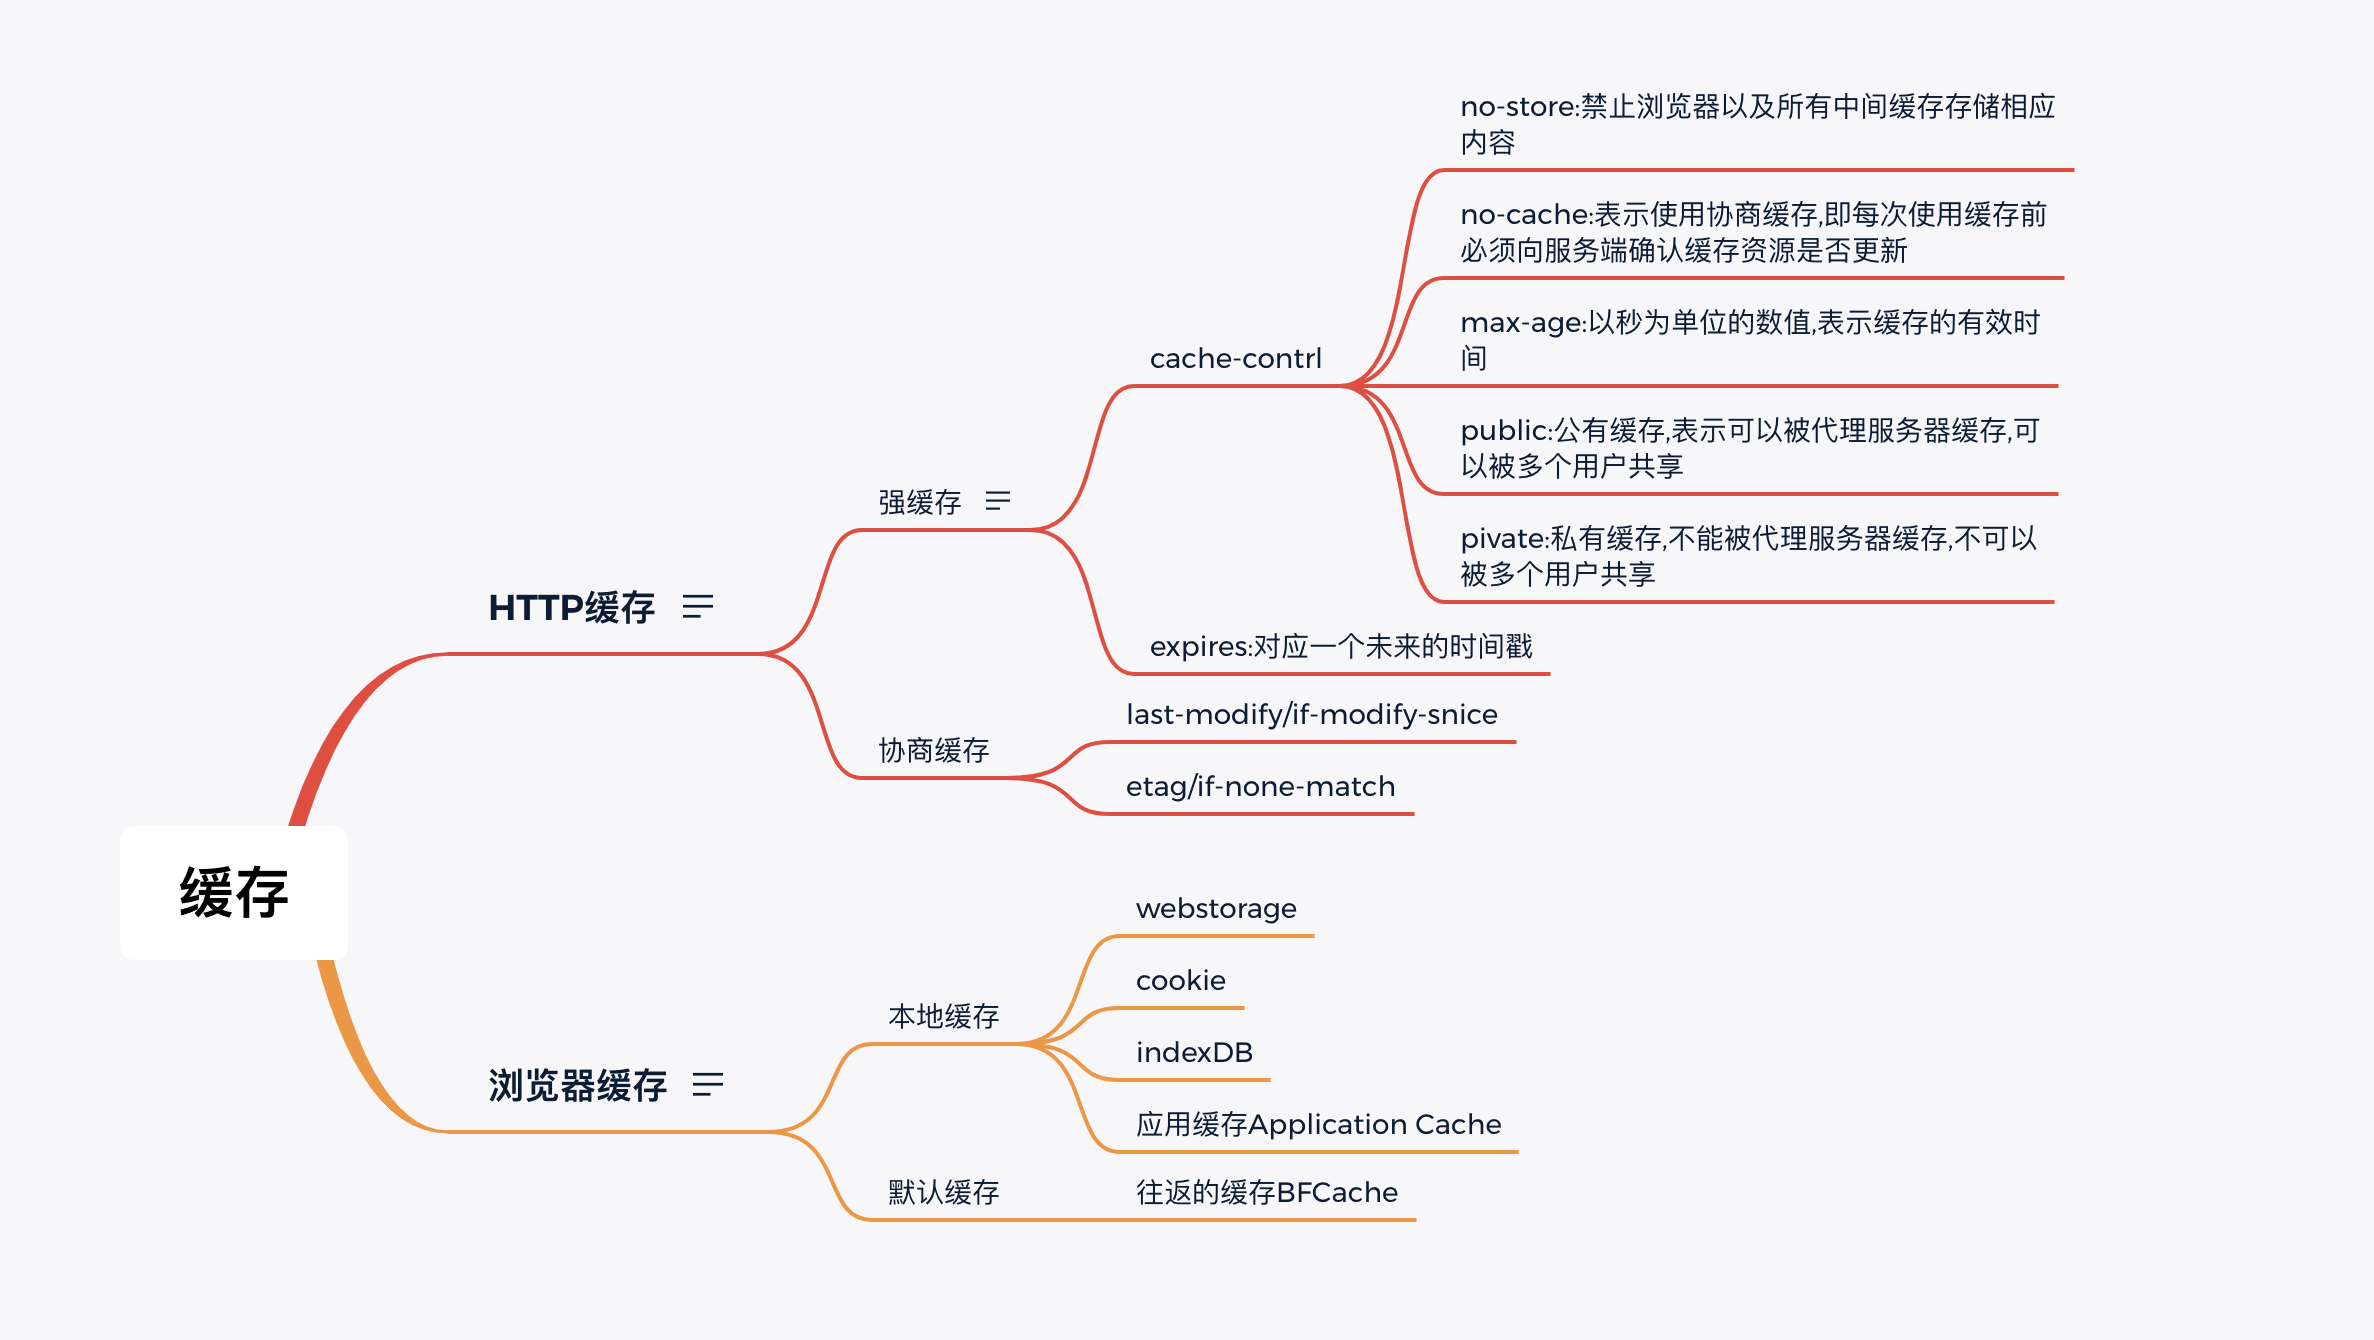 缓存
HTTP缓存
强缓存
cache-contrl
no-store:禁止浏览器以及所有中间缓存存储相应
内容
no-cache:表示使用协商缓存,即每次使用缓存前
必须向服务端确认缓存资源是否更新
max-age:以秒为单位的数值,表示缓存的有效时
间
public:公有缓存,表示可以被代理服务器缓存,可
以被多个用户共享
pivate:私有缓存,不能被代理服务器缓存,不可以
被多个用户共享
expires:对应一个未来的时间戳
协商缓存
last-modify/if-modify-snice
etag/if-none-match
浏览器缓存
本地缓存
webstorage
cookie
indexDB
应用缓存Application Cache
默认缓存
往返的缓存BFCache